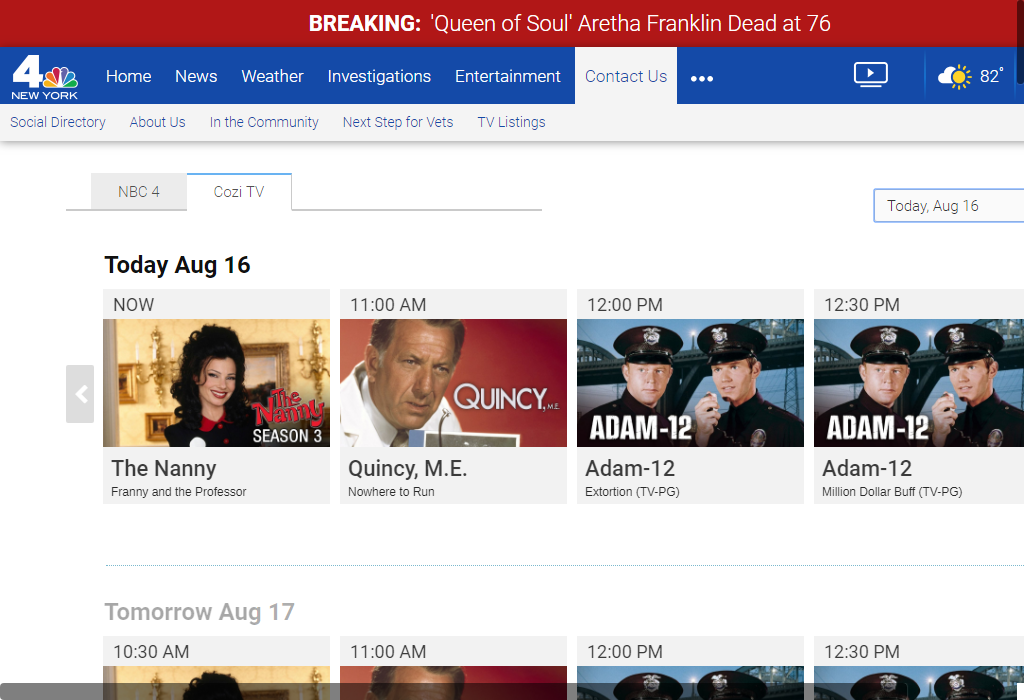 BREAKING: 'Queen of Soul' Aretha Franklin Dead at 76
4
NEW YORK
Home News Weather Investigations Entertainment Contact Us ••• 82°
Social Directory About Us In the Community Next Step for Vets TV Listings
NBC 4 Cozi TV
Today, Aug 16
Today Aug 16
NOW 11:00 AM 12:00 PM 12:30 PM
The Nanny
SEASON 3
QUINCY, M.E.
ADAM-12
ADAM-12
The Nanny Quincy, M.E. Adam-12 Adam-12
Franny and the Professor Nowhere to Run Extortion (TV-PG) Million Dollar Buff (TV-PG)
Tomorrow Aug 17
10:30 AM 11:00 AM 12:00 PM 12:30 PM